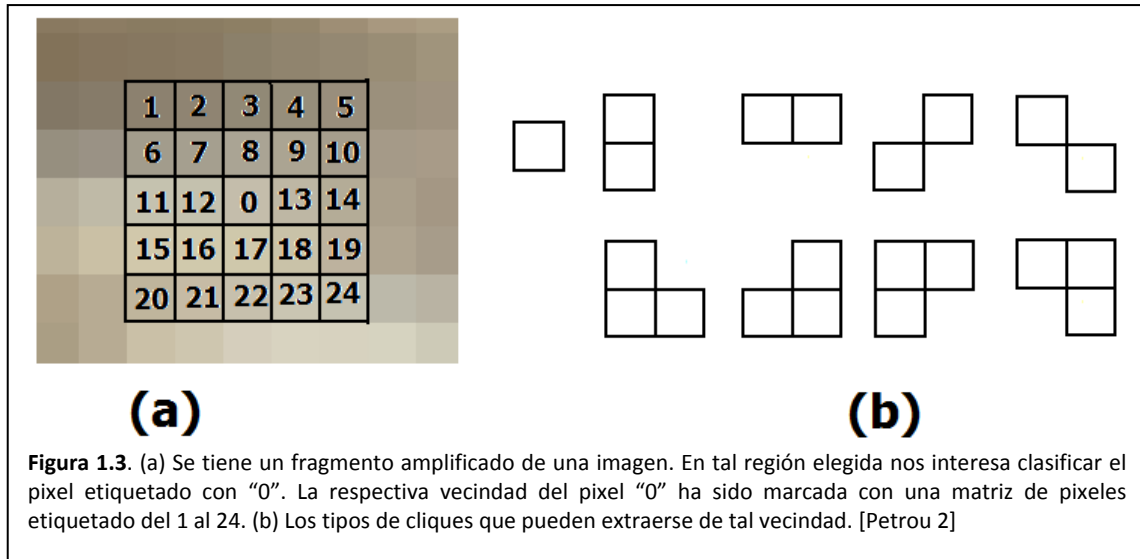 1 2 3 4 5
6 7 8 9 10
11 12 0 13 14
15 16 17 18 19
20 21 22 23 24
(a)
(b)
Figura 1.3. (a) Se tiene un fragmento amplificado de una imagen. En tal región elegida nos interesa clasificar el
pixel etiquetado con “0”. La respectiva vecindad del pixel “0” ha sido marcada con una matriz de pixeles
etiquetado del 1 al 24. (b) Los tipos de cliques que pueden extraerse de tal vecindad. [Petrou 2]